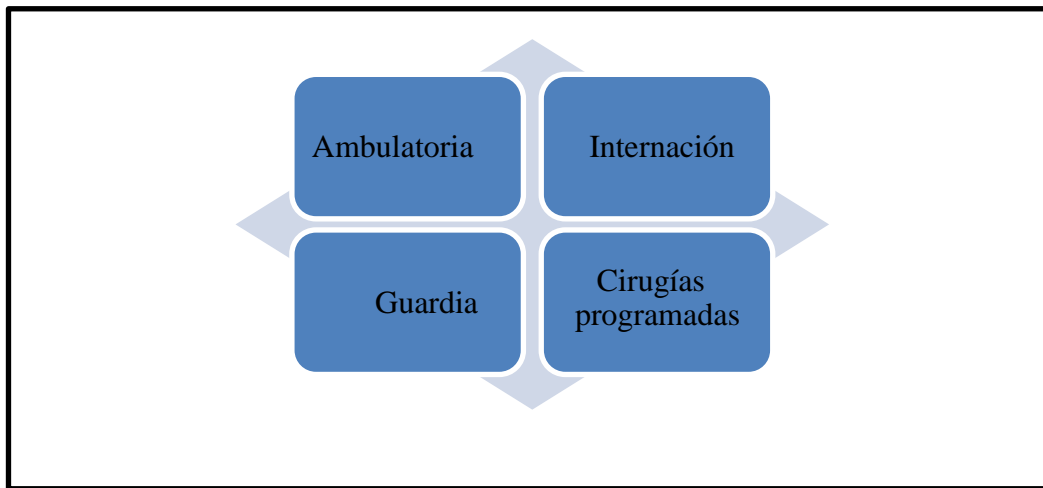 Ambulatoria
Internación
Guardia
Cirugías
programadas